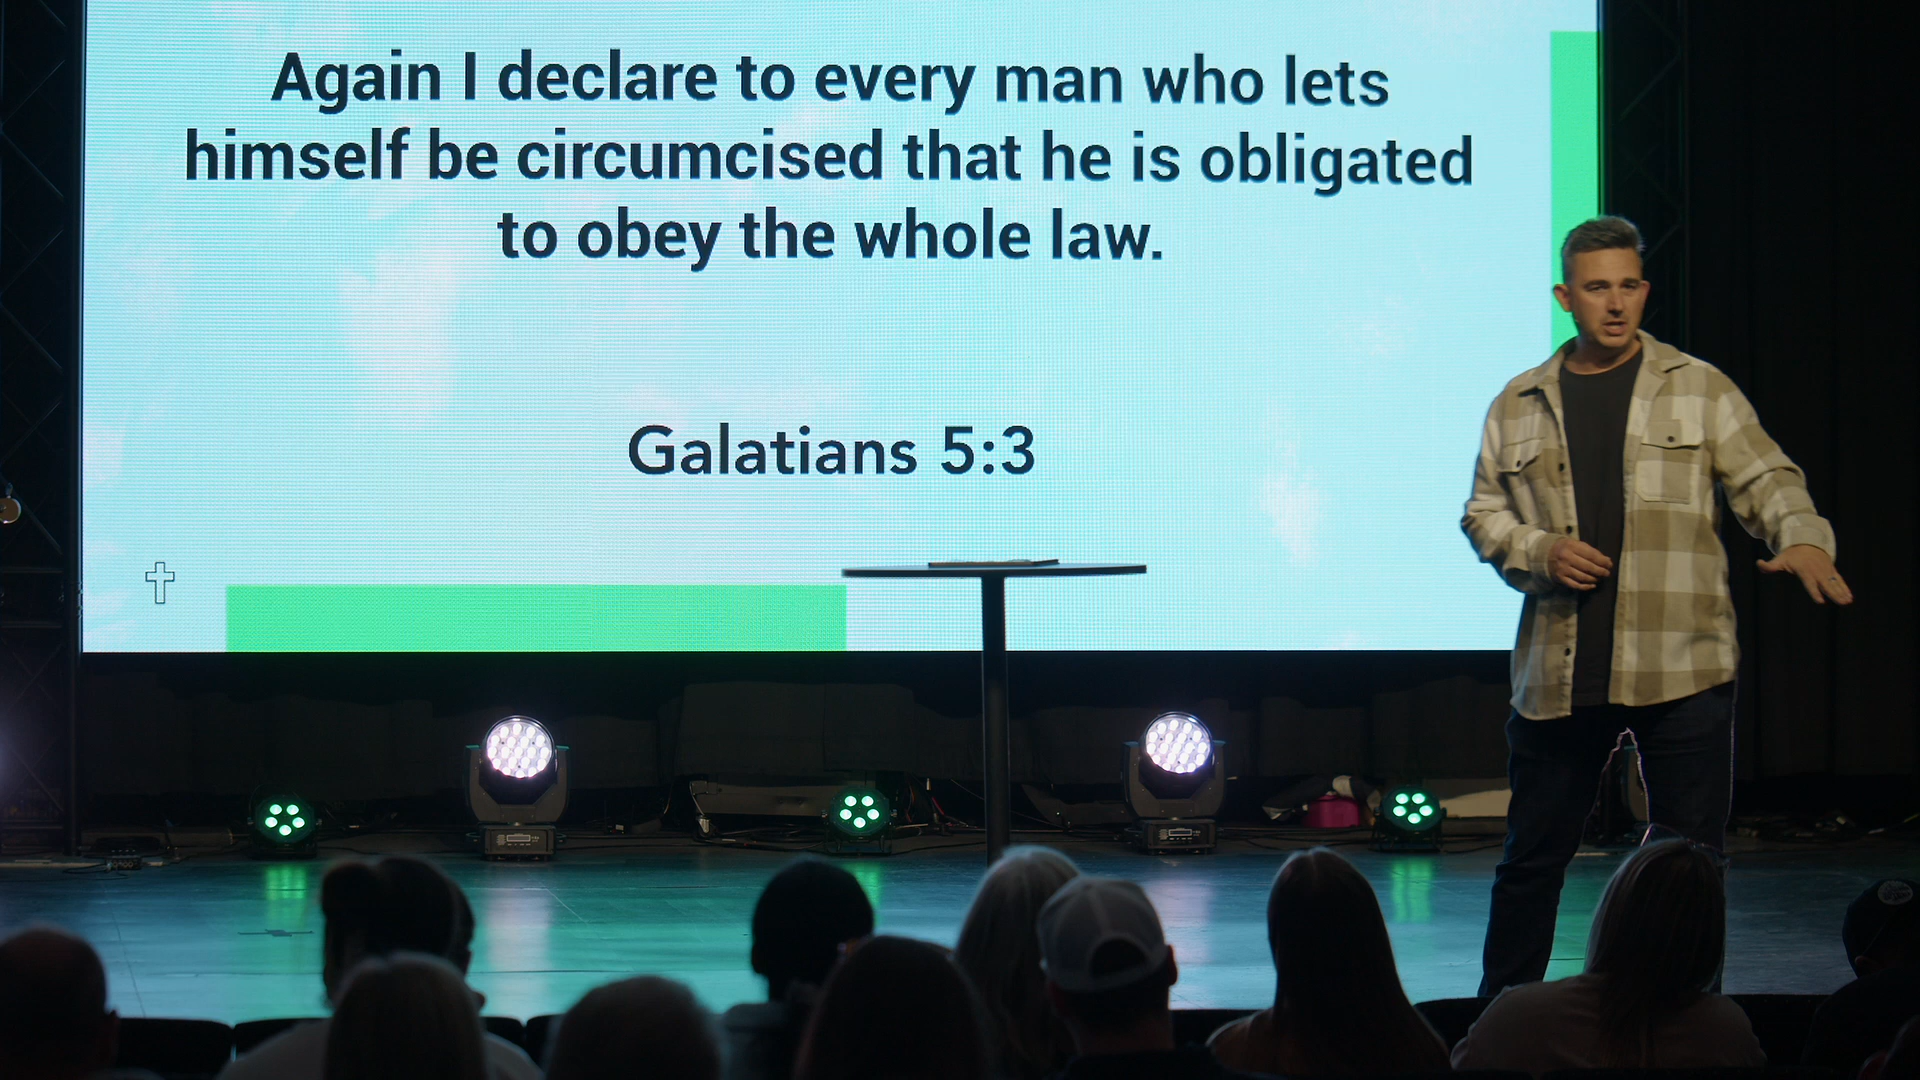 Again I declare to every man who lets
himself be circumcised that he is obligated
to obey the whole law.
Galatians 5:3